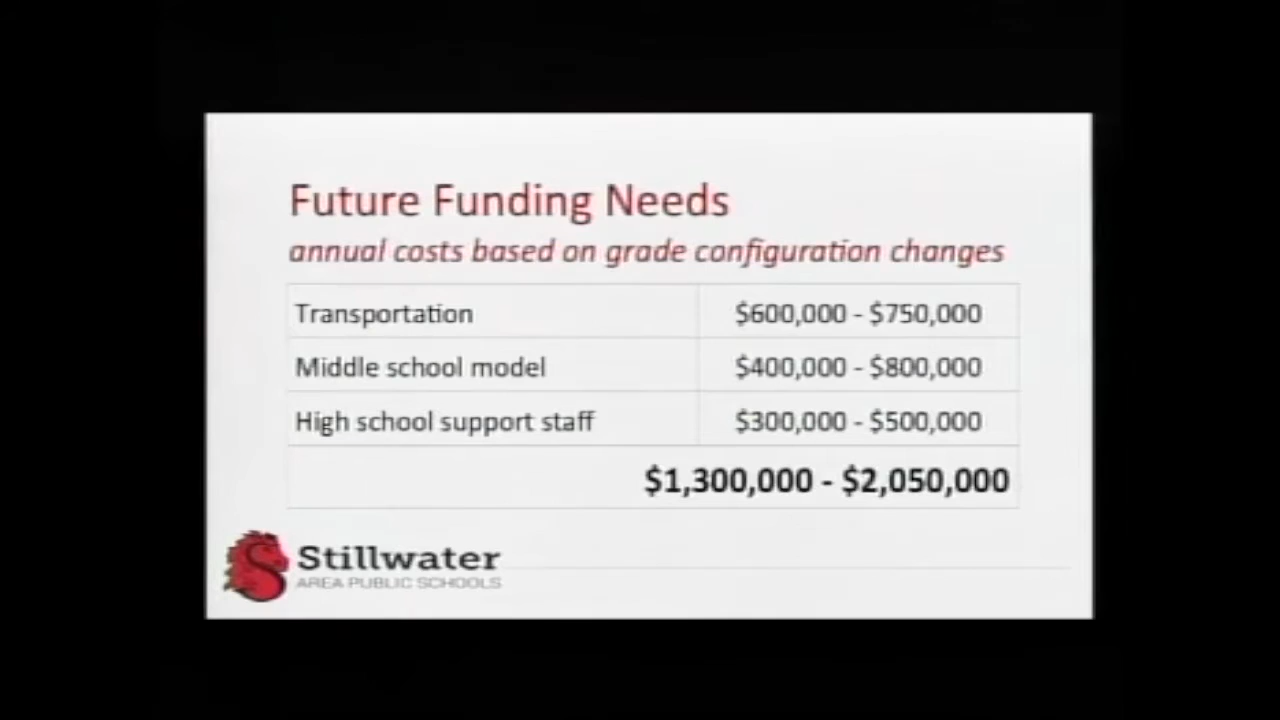 Future Funding Needs
annual costs based on grade configuration changes
Transportation $600,000 - $750,000
Middle school model $400,000 - $800,000
High school support staff $300,000 - $500,000
$1,300,000 - $2,050,000
Stillwater
AREA PUBLIC SCHOOLS